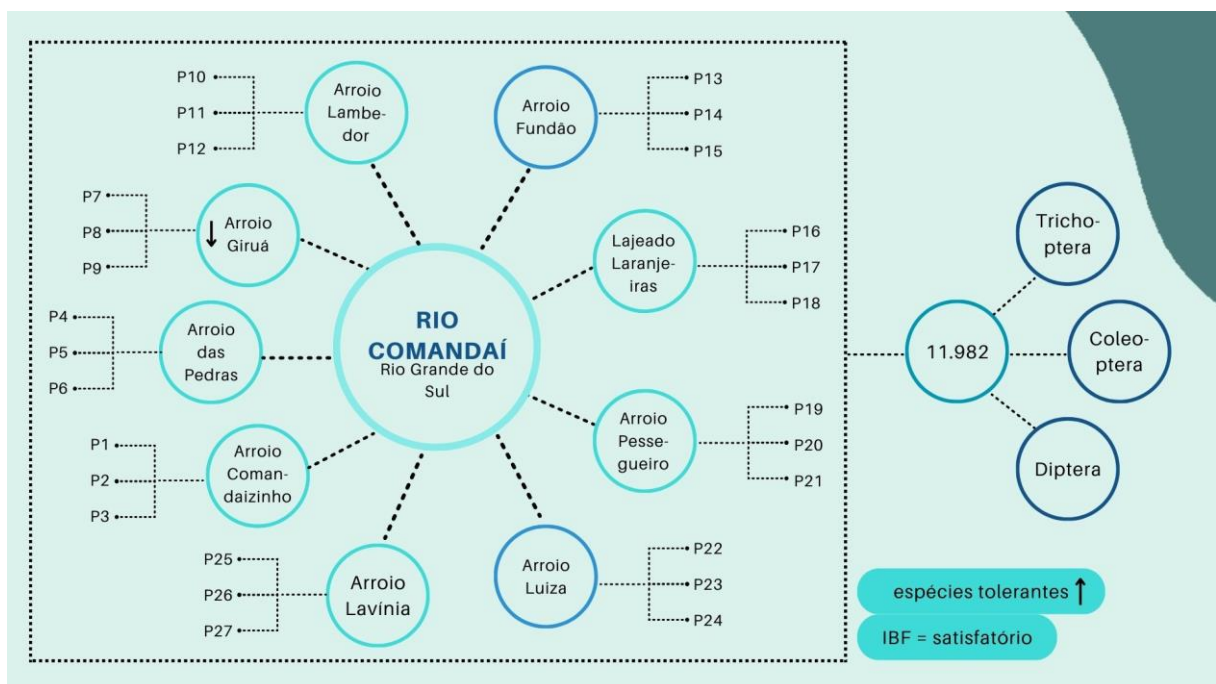 P10
P11
P12
Arroio
Lambe-
dor
Arroio
Fundão
P13
P14
P15
P7
P8
P9
↓
Arroio
Giruá
Lajeado
Laranje-
iras
P16
P17
P18
P4
P5
P6
Arroio
das
Pedras
RIO
COMANDAÍ
Rio Grande do
Sul
Arroio
Pesse-
gueiro
P19
P20
P21
P1
P2
P3
Arroio
Coman-
daizinho
P25
P26
P27
Arroio
Lavínia
Arroio
Luiza
P22
P23
P24
11.982
Tricho-
ptera
Coleo-
ptera
Diptera
espécies tolerantes ↑
IBF = satisfatório